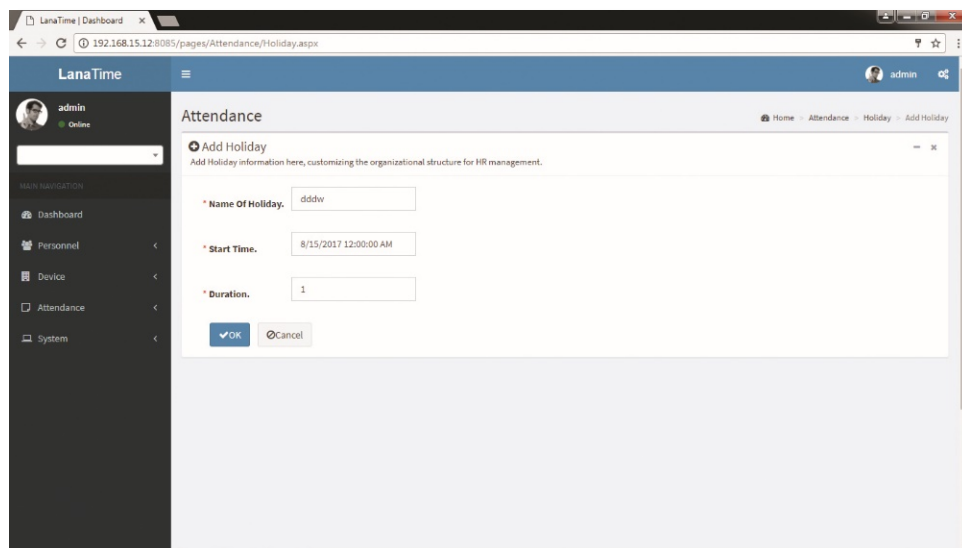 LanaTime | Dashboard
192.168.15.12:8085/pages/Attendance/Holiday.aspx
LanaTime
admin
admin
Online
Attendance
Home > Attendance > Holiday > Add Holiday
Add Holiday
Add Holiday information here, customizing the organizational structure for HR management.
MAIN NAVIGATION
Dashboard
Personnel
Device
Attendance
System
* Name Of Holiday. dddw
* Start Time. 8/15/2017 12:00:00 AM
* Duration. 1
OK Cancel